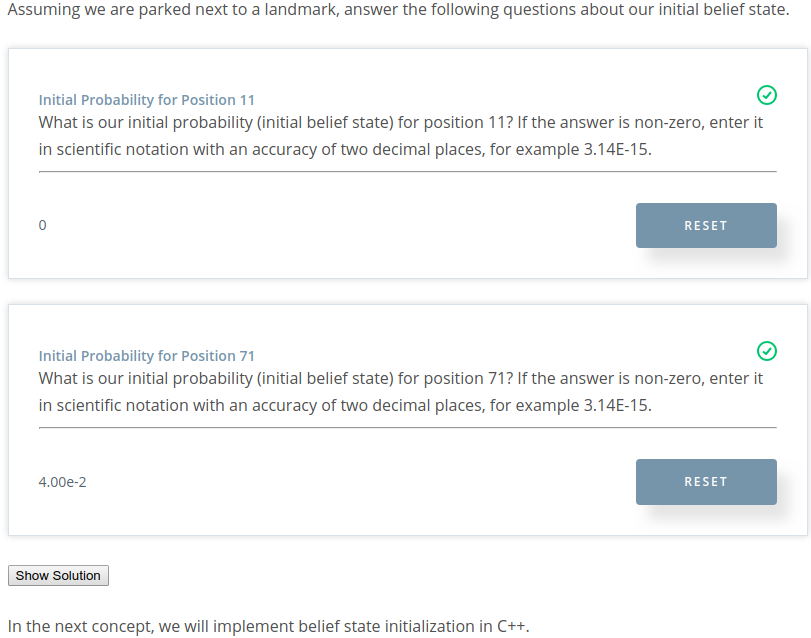 Assuming we are parked next to a landmark, answer the following questions about our initial belief state.
Initial Probability for Position 11
What is our initial probability (initial belief state) for position 11? If the answer is non-zero, enter it
in scientific notation with an accuracy of two decimal places, for example 3.14E-15.
0
RESET
Initial Probability for Position 71
What is our initial probability (initial belief state) for position 71? If the answer is non-zero, enter it
in scientific notation with an accuracy of two decimal places, for example 3.14E-15.
4.00e-2
RESET
Show Solution
In the next concept, we will implement belief state initialization in C++.